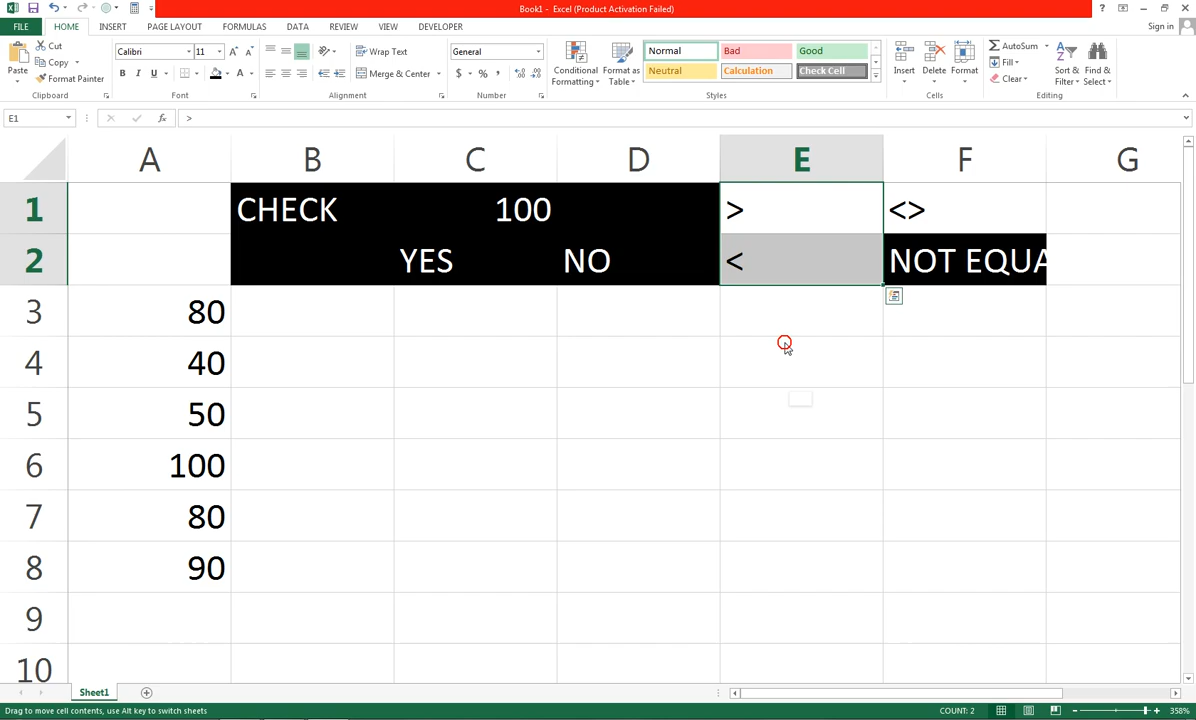 Book1 - Excel (Product Activation Failed)
FILE HOME INSERT PAGE LAYOUT FORMULAS DATA REVIEW VIEW DEVELOPER Sign in
Paste Cut Copy Format Painter Clipboard
Calibri 11 B I U A Font
Wrap Text Merge & Center Alignment
General $ % Number
Conditional Formatting Format as Table Normal Bad Good Neutral Calculation Check Cell Styles
Insert Delete Format Cells
AutoSum Fill Clear Sort & Filter Find & Select Editing
E1 fx >
A B C D E F G
1 CHECK 100 > <>
2 YES NO < NOT EQUA
3 80
4 40
5 50
6 100
7 80
8 90
9
10
Sheet1
Drag to move cell contents, use Alt key to switch sheets COUNT: 2 358%